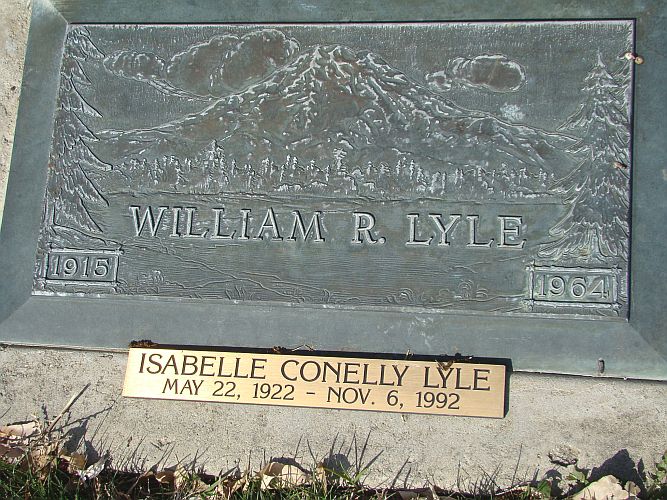 WILLIAM R. LYLE
1915
1964
ISABELLE CONELLY LYLE
MAY 22, 1922 - NOV. 6, 1992